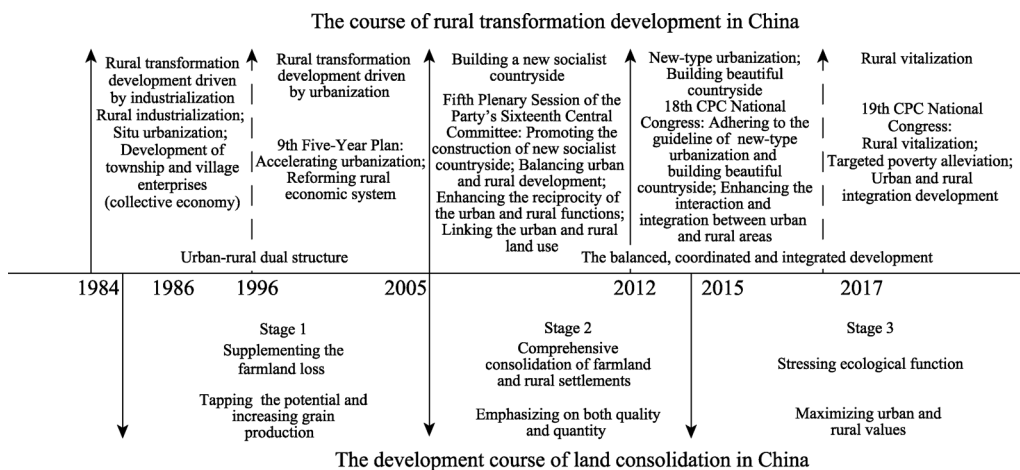 The course of rural transformation development in China
Rural transformation
development driven
by industrialization
Rural industrialization;
Situ urbanization;
Development of
township and village
enterprises
(collective economy)
Rural transformation
development driven
by urbanization
9th Five-Year Plan:
Accelerating urbanization;
Reforming rural
economic system
Building a new socialist
countryside
Fifth Plenary Session of the
Party's Sixteenth Central
Committee: Promoting the
construction of new socialist
countryside; Balancing urban
and rural development;
Enhancing the reciprocity of
the urban and rural functions;
Linking the urban and rural
land use
New-type urbanization;
Building beautiful
countryside
18th CPC National
Congress: Adhering to the
guideline of new-type
urbanization and
building beautiful
countryside; Enhancing the
interaction and
integration between urban
and rural areas
Rural vitalization
19th CPC National
Congress:
Rural vitalization;
Targeted poverty alleviation;
Urban and rural
integration development
Urban-rural dual structure
The balanced, coordinated and integrated development
1984 1986 1996 2005 2012 2015 2017
Stage 1
Supplementing the
farmland loss
Tapping the potential and
increasing grain
production
Stage 2
Comprehensive
consolidation of farmland
and rural settlements
Emphasizing on both quality
and quantity
Stage 3
Stressing ecological function
Maximizing urban and
rural values
The development course of land consolidation in China